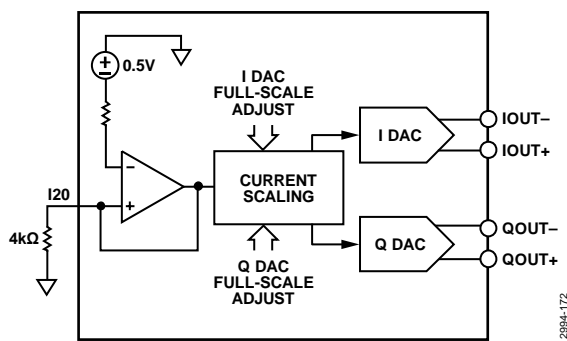 0.5V
I DAC
FULL-SCALE
ADJUST
I DAC
IOUT–
IOUT+
–
+
I20
4kΩ
CURRENT
SCALING
Q DAC
QOUT–
QOUT+
Q DAC
FULL-SCALE
ADJUST
2994-172